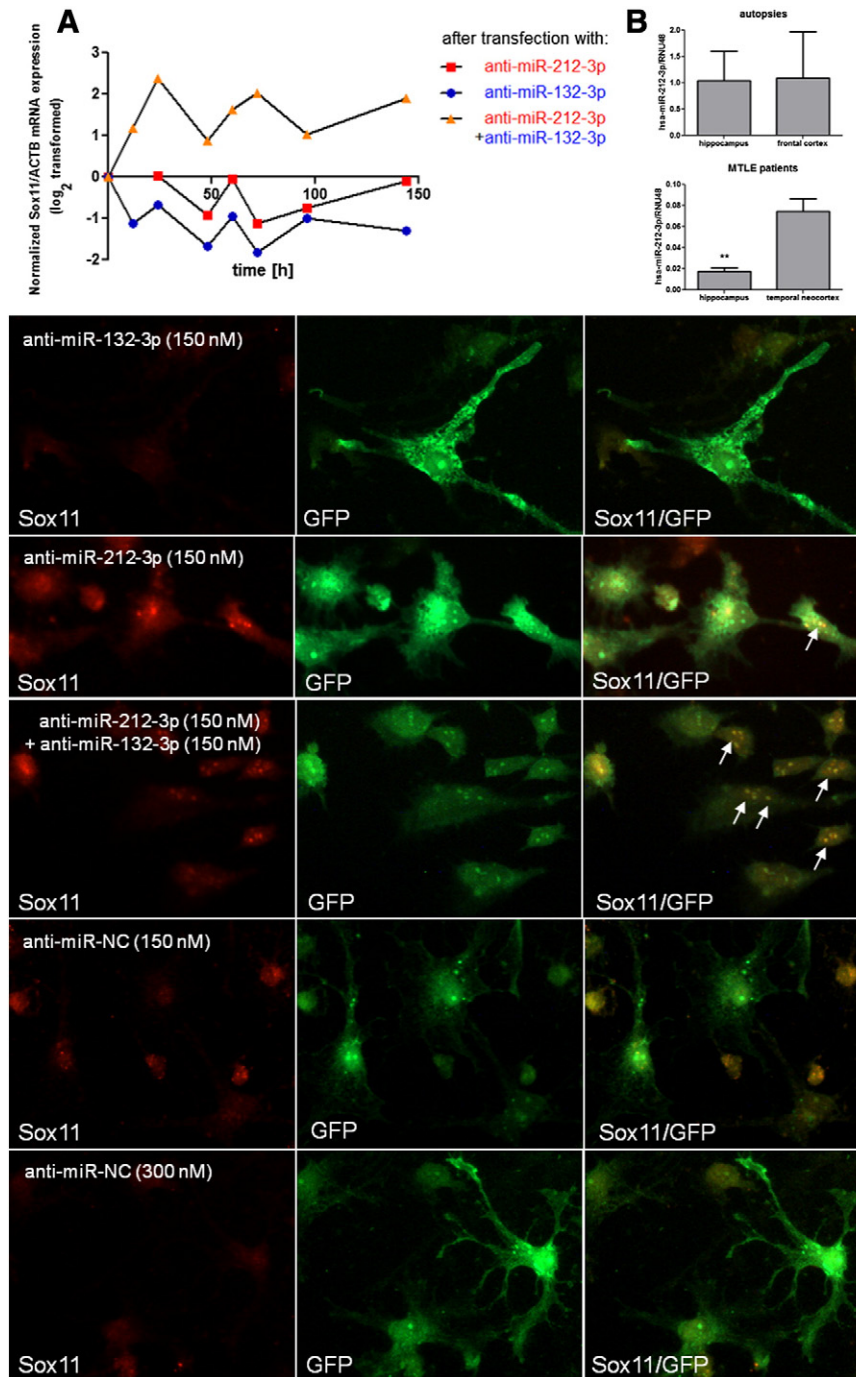 A
Normalized Sox11/ACTB mRNA expression
(log2 transformed)
3
2
1
0
-1
-2
50
100
150
time [h]
after transfection with:
anti-miR-212-3p
anti-miR-132-3p
anti-miR-212-3p
+anti-miR-132-3p
B
autopsies
hsa-miR-212-3p/RNU48
2.0
1.5
1.0
0.5
0.0
hippocampus
frontal cortex
MTLE patients
hsa-miR-212-3p/RNU48
0.10
0.08
0.06
0.04
0.02
0.00
**
hippocampus
temporal neocortex
anti-miR-132-3p (150 nM)
Sox11
GFP
Sox11/GFP
anti-miR-212-3p (150 nM)
Sox11
GFP
Sox11/GFP
anti-miR-212-3p (150 nM)
+ anti-miR-132-3p (150 nM)
Sox11
GFP
Sox11/GFP
anti-miR-NC (150 nM)
Sox11
GFP
Sox11/GFP
anti-miR-NC (300 nM)
Sox11
GFP
Sox11/GFP